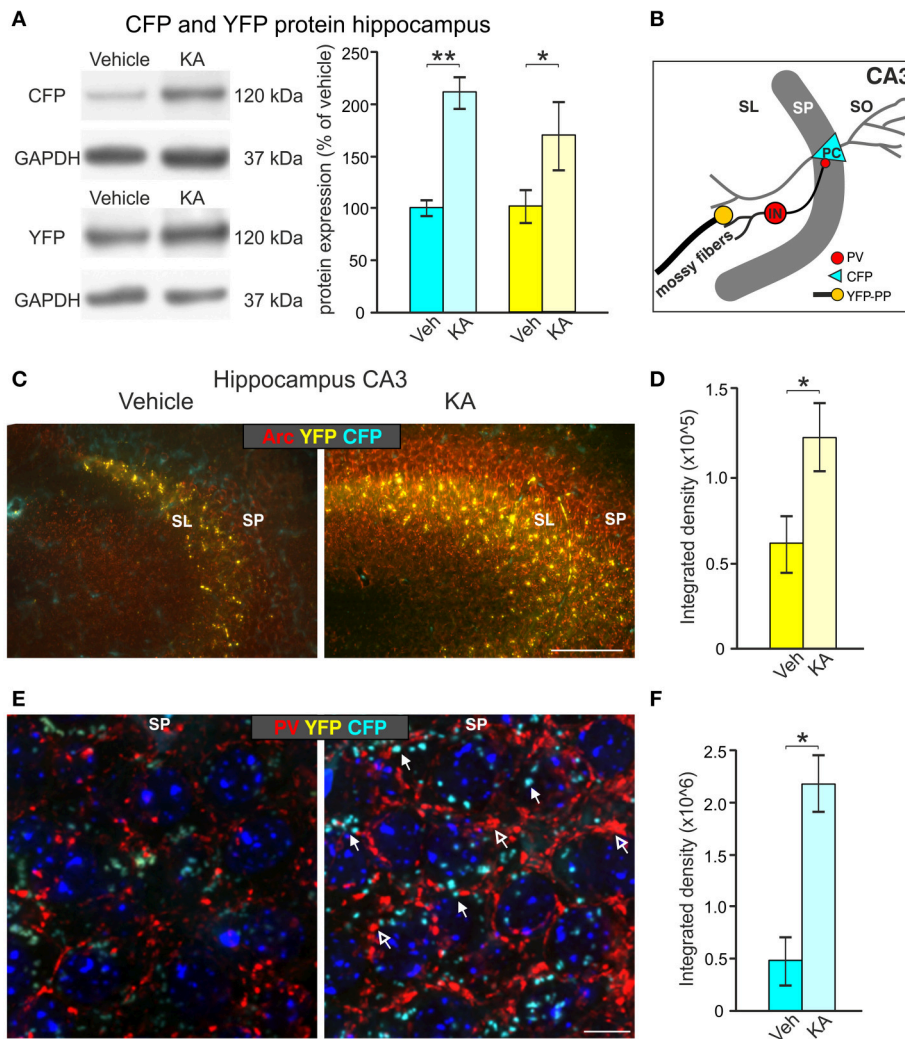 A
CFP and YFP protein hippocampus
Vehicle KA
CFP 120 kDa
GAPDH 37 kDa
Vehicle KA
YFP 120 kDa
GAPDH 37 kDa
protein expression (% of vehicle)
250
200
150
100
50
0
** *
Veh KA Veh KA
B
CA3
SL SP SO
PC
IN
mossy fibers
PV
CFP
YFP-PP
C
Hippocampus CA3
Vehicle KA
Arc YFP CFP
SL SP
SL SP
D
Integrated density (x10^5)
1.5
1.0
0.5
0
*
Veh KA
E
PV YFP CFP
SP SP
F
Integrated density (x10^6)
2.5
2.0
1.5
1.0
0.5
0
*
Veh KA